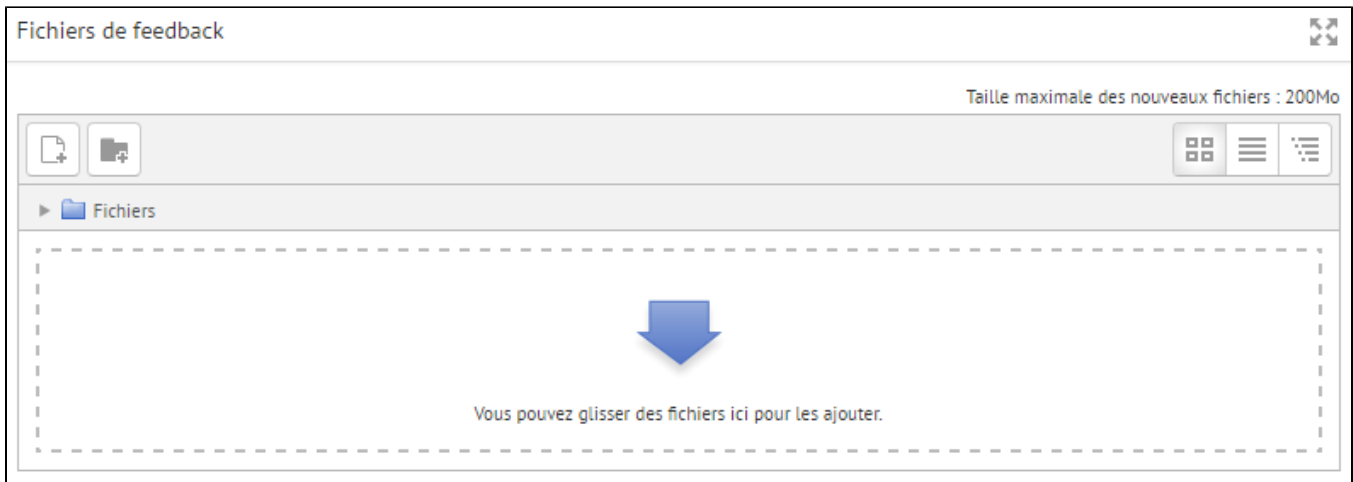 Fichiers de feedback
Taille maximale des nouveaux fichiers : 200Mo
Fichiers
Vous pouvez glisser des fichiers ici pour les ajouter.